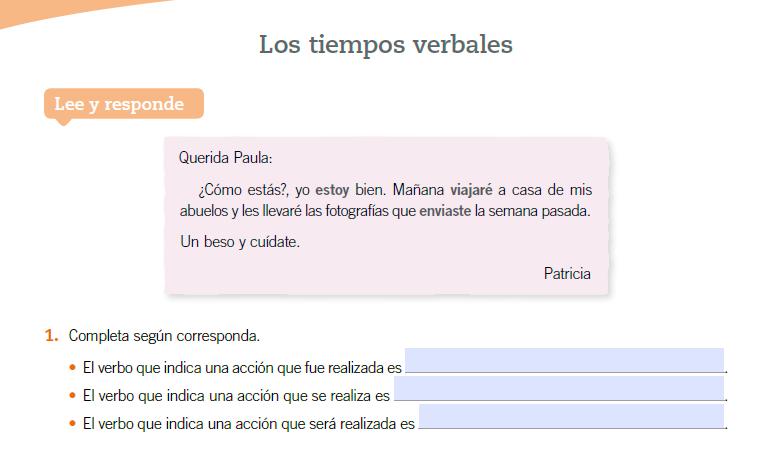 Los tiempos verbales
Lee y responde
Querida Paula:
¿Cómo estás?, yo estoy bien. Mañana viajaré a casa de mis
abuelos y les llevaré las fotografías que enviaste la semana pasada.
Un beso y cuídate.
Patricia
1. Completa según corresponda.
• El verbo que indica una acción que fue realizada es .
• El verbo que indica una acción que se realiza es .
• El verbo que indica una acción que será realizada es .